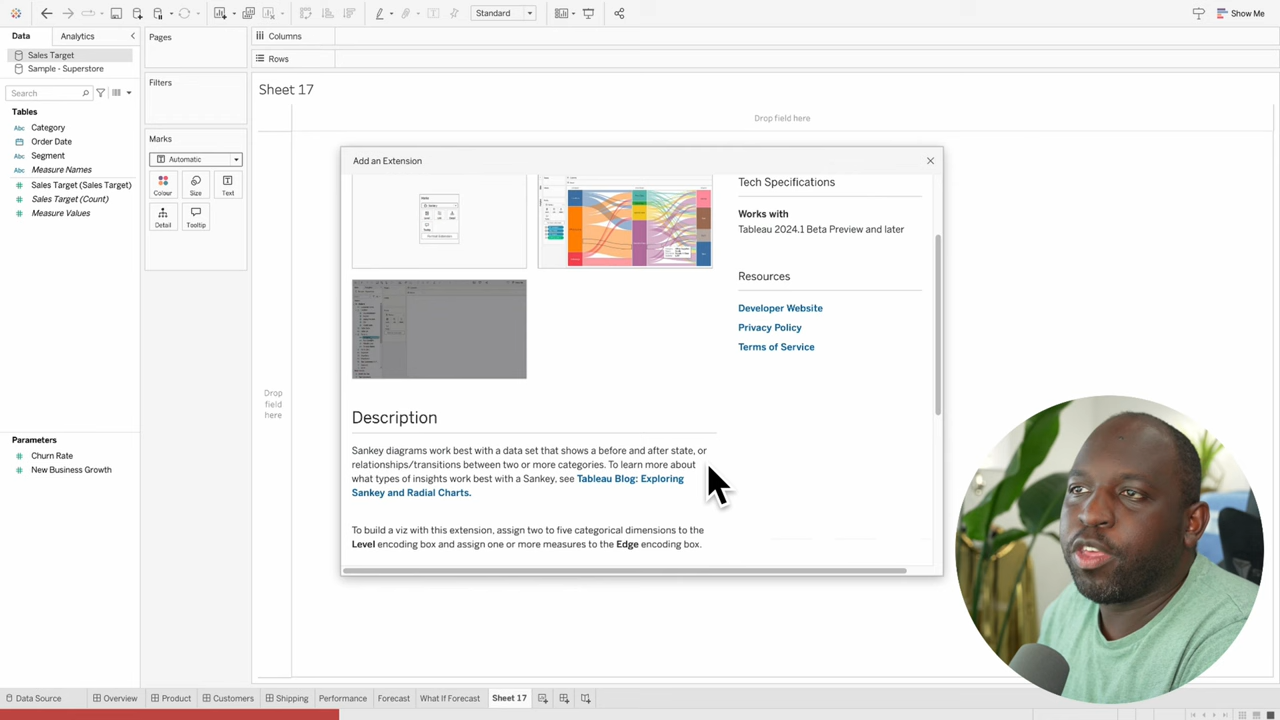 Standard
Show Me
Data
Analytics
Pages
Columns
Sales Target
Sample - Superstore
Rows
Filters
Search
Sheet 17
Tables
Category
Order Date
Segment
Measure Names
Sales Target (Sales Target)
Sales Target (Count)
Measure Values
Marks
Automatic
Colour
Size
Text
Detail
Tooltip
Drop field here
Drop
field
here
Add an Extension
Tech Specifications
Works with
Tableau 2024.1 Beta Preview and later
Resources
Developer Website
Privacy Policy
Terms of Service
Description
Sankey diagrams work best with a data set that shows a before and after state, or
relationships/transitions between two or more categories. To learn more about
what types of insights work best with a Sankey, see Tableau Blog: Exploring
Sankey and Radial Charts.
To build a viz with this extension, assign two to five categorical dimensions to the
Level encoding box and assign one or more measures to the Edge encoding box.
Parameters
Churn Rate
New Business Growth
Data Source
Overview
Product
Customers
Shipping
Performance
Forecast
What If Forecast
Sheet 17